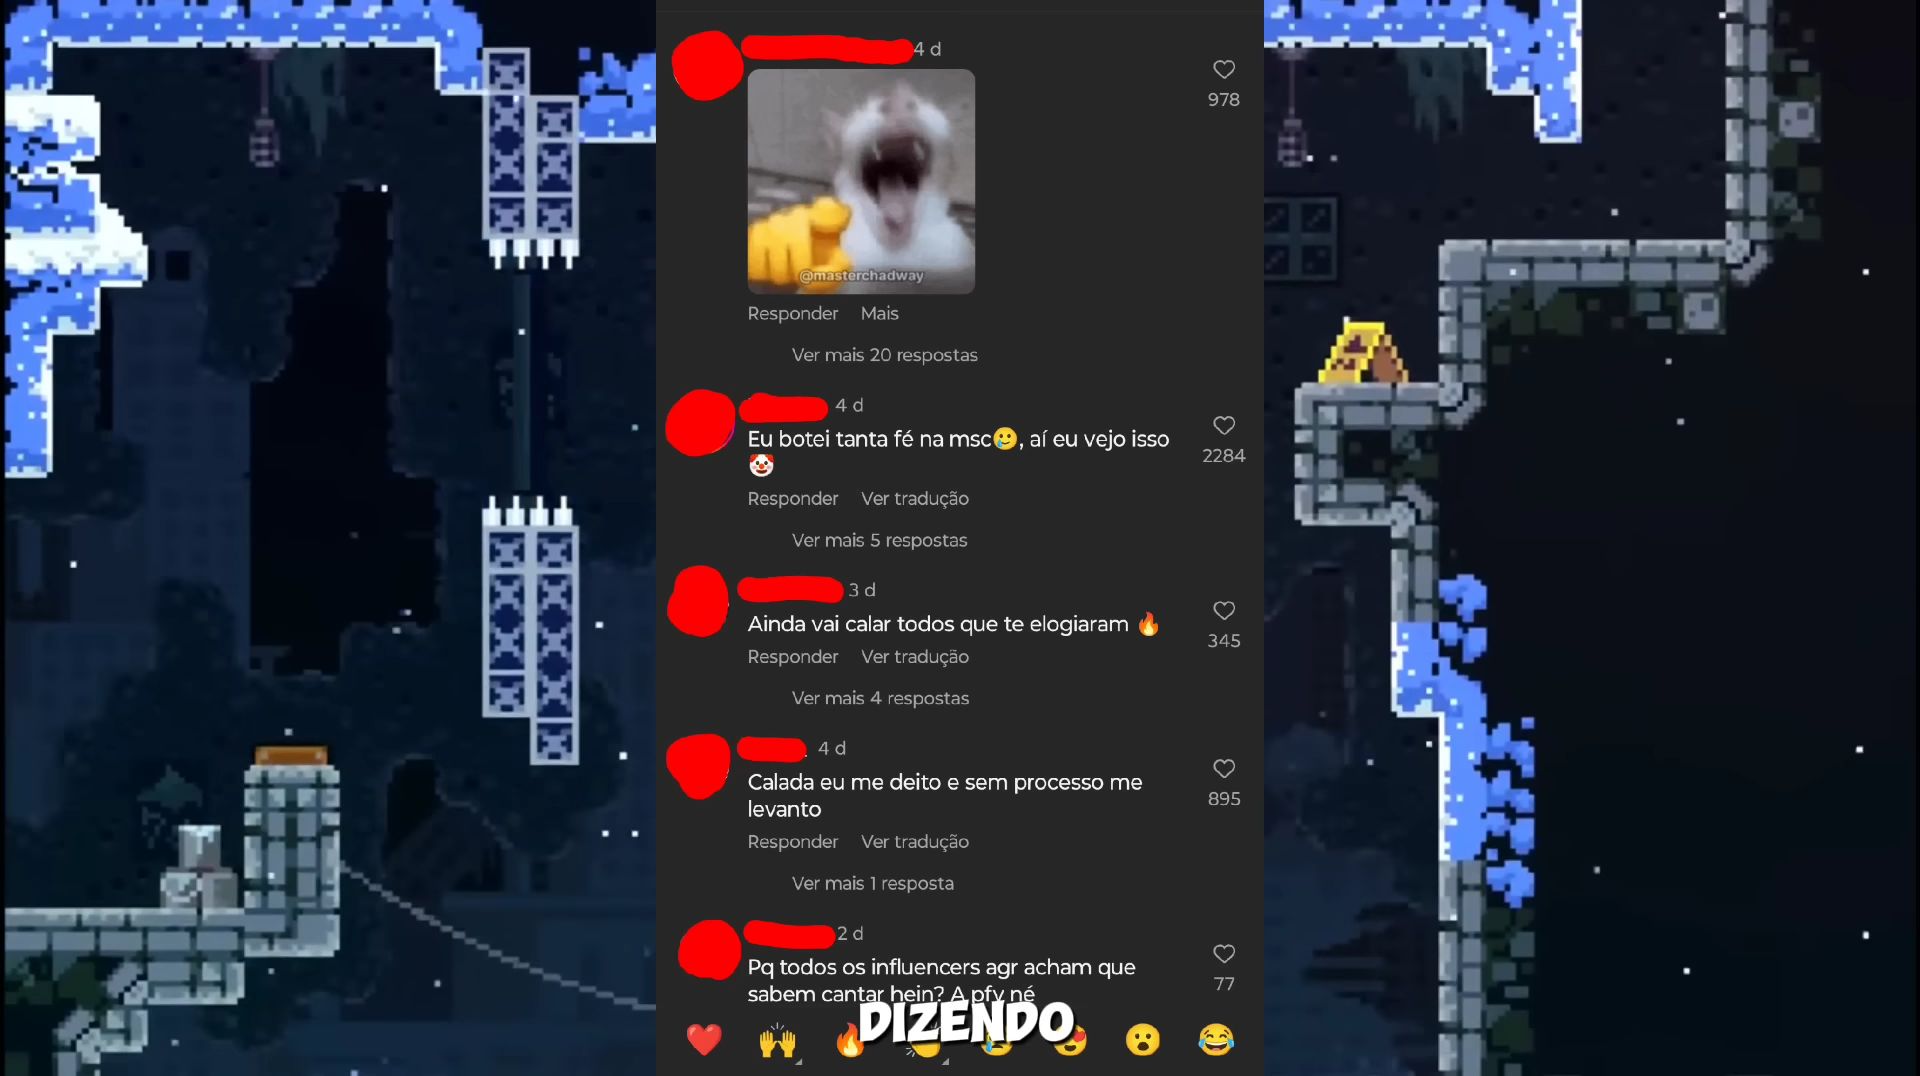 4 d
978
@masterchadway
Responder Mais
Ver mais 20 respostas
4 d
Eu botei tanta fé na msc🥲, aí eu vejo isso
🤡
2284
Responder Ver tradução
Ver mais 5 respostas
3 d
Ainda vai calar todos que te elogiaram 🔥
345
Responder Ver tradução
Ver mais 4 respostas
4 d
Calada eu me deito e sem processo me
levanto
895
Responder Ver tradução
Ver mais 1 resposta
2 d
Pq todos os influencers agr acham que
sabem cantar hein? A pfv né
77
DIZENDO